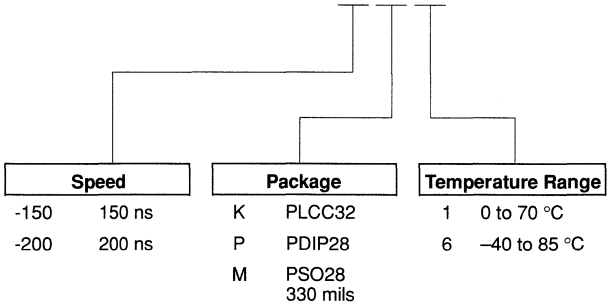 Speed Package Temperature Range
-150 150 ns K PLCC32 1 0 to 70 °C
-200 200 ns P PDIP28 6 –40 to 85 °C
M PSO28
330 mils